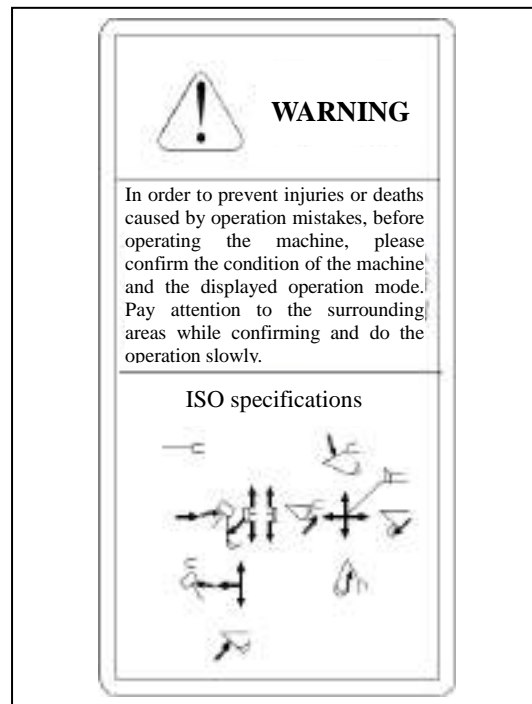 WARNING
In order to prevent injuries or deaths
caused by operation mistakes, before
operating the machine, please
confirm the condition of the machine
and the displayed operation mode.
Pay attention to the surrounding
areas while confirming and do the
operation slowly.
ISO specifications